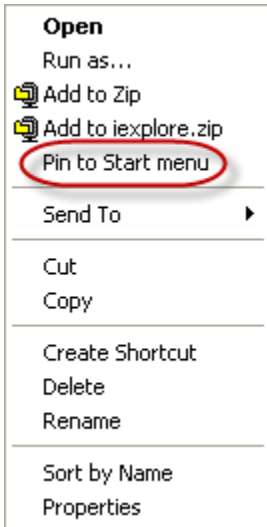 Open
Run as...
Add to Zip
Add to iexplore.zip
Pin to Start menu
Send To
Cut
Copy
Create Shortcut
Delete
Rename
Sort by Name
Properties